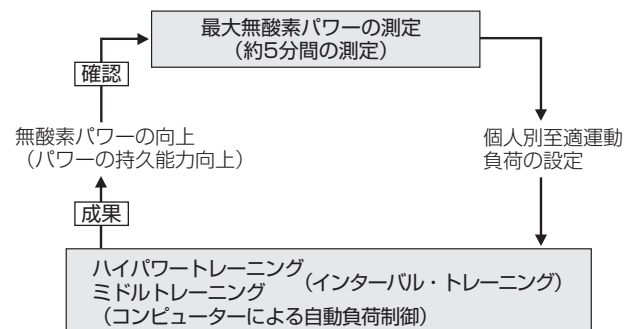 最大無酸素パワーの測定
（約5分間の測定）
確認
無酸素パワーの向上
（パワーの持久能力向上）
個人別至適運動
負荷の設定
成果
ハイパワートレーニング
ミドルトレーニング
（インターバル・トレーニング）
（コンピューターによる自動負荷制御）